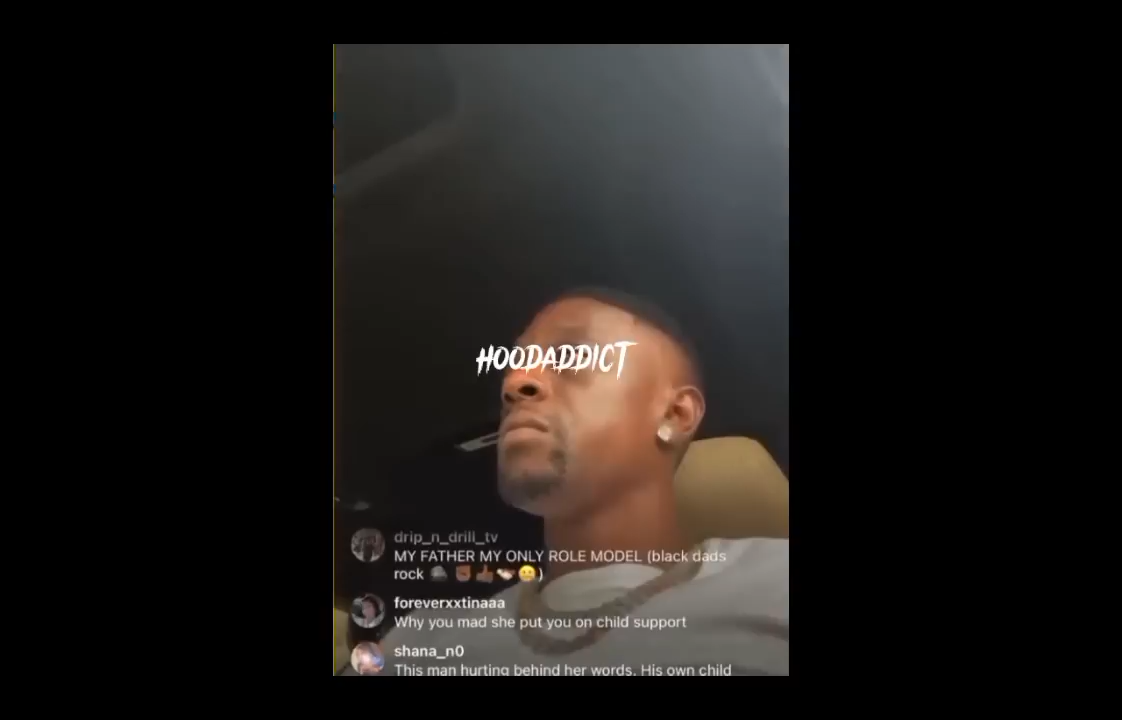 HOODADDICT
drip_n_drill_tv
MY FATHER MY ONLY ROLE MODEL (black dads
rock 🪨 ✊🏾👍🏾🤝😬)
foreverxxtinaaa
Why you mad she put you on child support
shana_n0
This man hurting behind her words. His own child